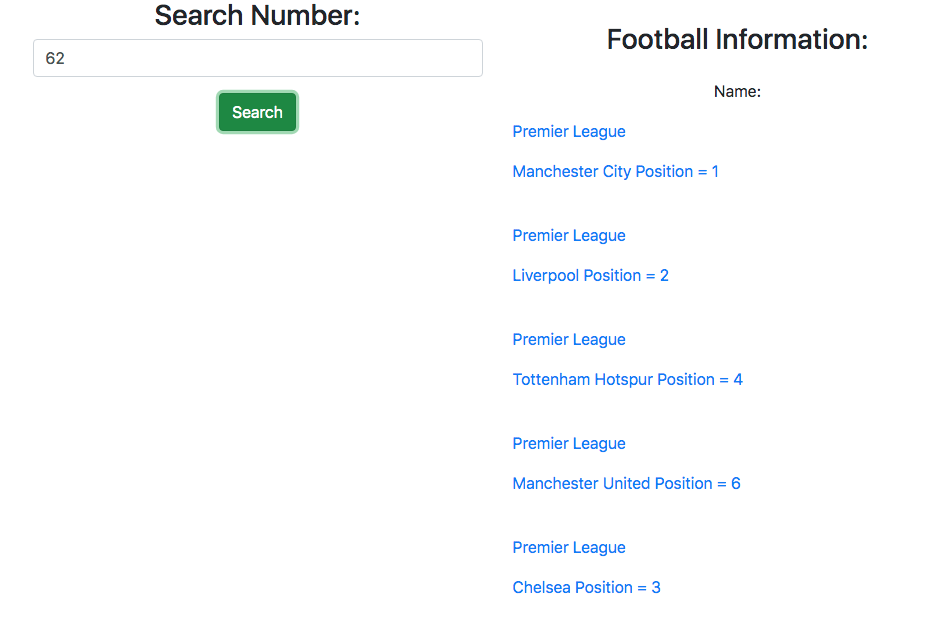 Search Number:
62
Search
Football Information:
Name:
Premier League
Manchester City Position = 1
Premier League
Liverpool Position = 2
Premier League
Tottenham Hotspur Position = 4
Premier League
Manchester United Position = 6
Premier League
Chelsea Position = 3